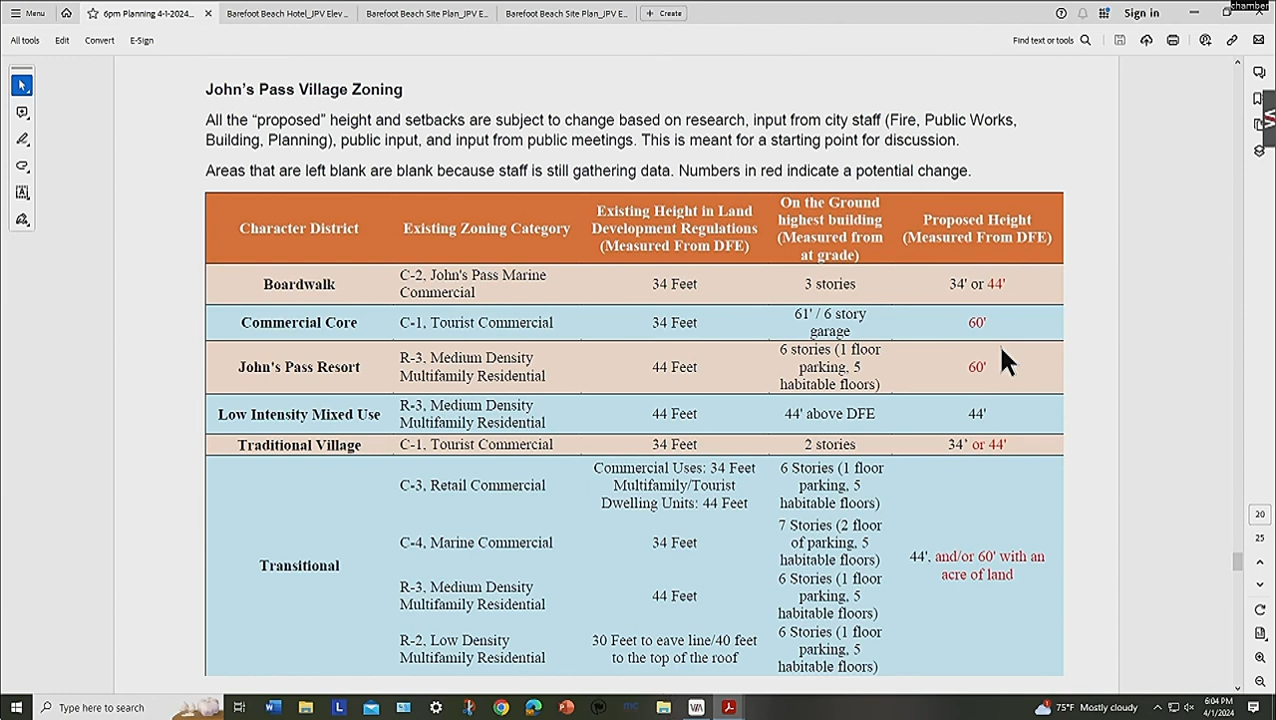 chamber
Menu
6pm Planning 4-1-2024...
Barefoot Beach Hotel_JPV Elev ...
Barefoot Beach Site Plan_JPV E...
Barefoot Beach Site Plan_JPV E...
Create
Sign in
All tools
Edit
Convert
E-Sign
Find text or tools
John's Pass Village Zoning
All the “proposed” height and setbacks are subject to change based on research, input from city staff (Fire, Public Works,
Building, Planning), public input, and input from public meetings. This is meant for a starting point for discussion.
Areas that are left blank are blank because staff is still gathering data. Numbers in red indicate a potential change.
Character District
Existing Zoning Category
Existing Height in Land
Development Regulations
(Measured From DFE)
On the Ground
highest building
(Measured from
at grade)
Proposed Height
(Measured From DFE)
Boardwalk
C-2, John's Pass Marine
Commercial
34 Feet
3 stories
34' or 44'
Commercial Core
C-1, Tourist Commercial
34 Feet
61' / 6 story
garage
60'
John's Pass Resort
R-3, Medium Density
Multifamily Residential
44 Feet
6 stories (1 floor
parking, 5
habitable floors)
60'
Low Intensity Mixed Use
R-3, Medium Density
Multifamily Residential
44 Feet
44' above DFE
44'
Traditional Village
C-1, Tourist Commercial
34 Feet
2 stories
34' or 44'
Transitional
C-3, Retail Commercial
Commercial Uses: 34 Feet
Multifamily/Tourist
Dwelling Units: 44 Feet
6 Stories (1 floor
parking, 5
habitable floors)
C-4, Marine Commercial
34 Feet
7 Stories (2 floor
of parking, 5
habitable floors)
R-3, Medium Density
Multifamily Residential
44 Feet
6 Stories (1 floor
parking, 5
habitable floors)
R-2, Low Density
Multifamily Residential
30 Feet to eave line/40 feet
to the top of the roof
6 Stories (1 floor
parking, 5
habitable floors)
44', and/or 60' with an
acre of land
20
25
Type here to search
75°F Mostly cloudy
6:04 PM
4/1/2024